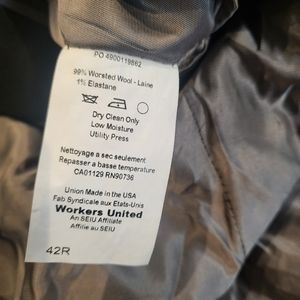 PO 4900119862
99% Worsted Wool - Laine
1% Elastane
Dry Clean Only
Low Moisture
Utility Press
Nettoyage a sec seulement
Repasser a basse temperature
CA01129 RN90736
Union Made in the USA
Fab Syndicale aux Etats-Unis
Workers United
An SEIU Affiliate
Affilie au SEIU
42R